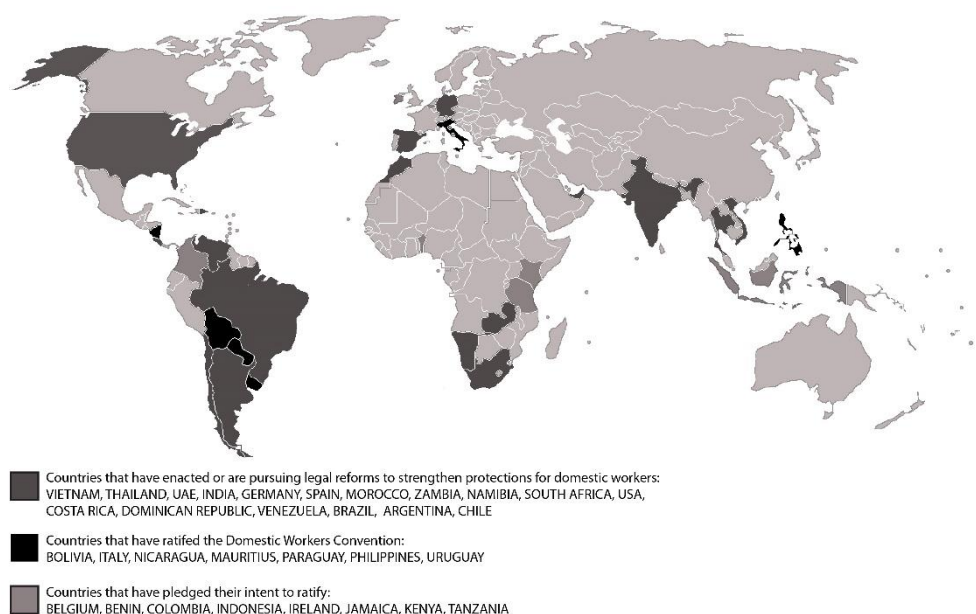 Countries that have enacted or are pursuing legal reforms to strengthen protections for domestic workers:
VIETNAM, THAILAND, UAE, INDIA, GERMANY, SPAIN, MOROCCO, ZAMBIA, NAMIBIA, SOUTH AFRICA, USA,
COSTA RICA, DOMINICAN REPUBLIC, VENEZUELA, BRAZIL, ARGENTINA, CHILE
Countries that have ratified the Domestic Workers Convention:
BOLIVIA, ITALY, NICARAGUA, MAURITIUS, PARAGUAY, PHILIPPINES, URUGUAY
Countries that have pledged their intent to ratify:
BELGIUM, BENIN, COLOMBIA, INDONESIA, IRELAND, JAMAICA, KENYA, TANZANIA